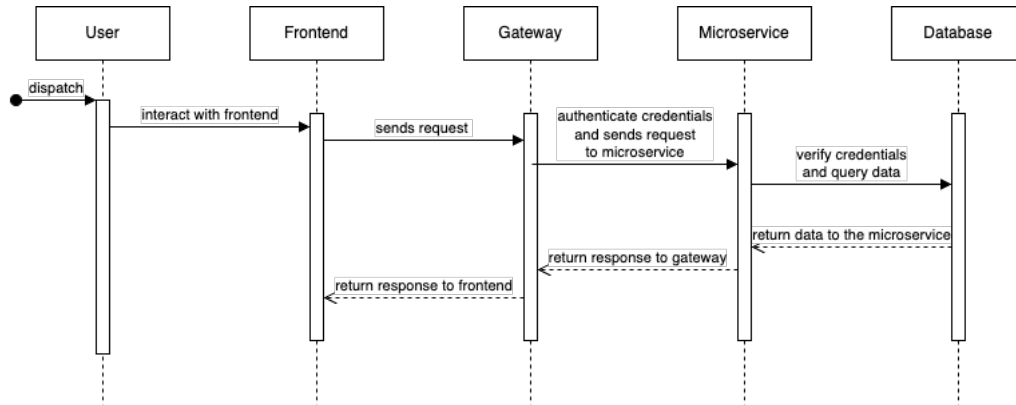 User
Frontend
Gateway
Microservice
Database
dispatch
interact with frontend
sends request
authenticate credentials
and sends request
to microservice
verify credentials
and query data
return data to the microservice
return response to gateway
return response to frontend